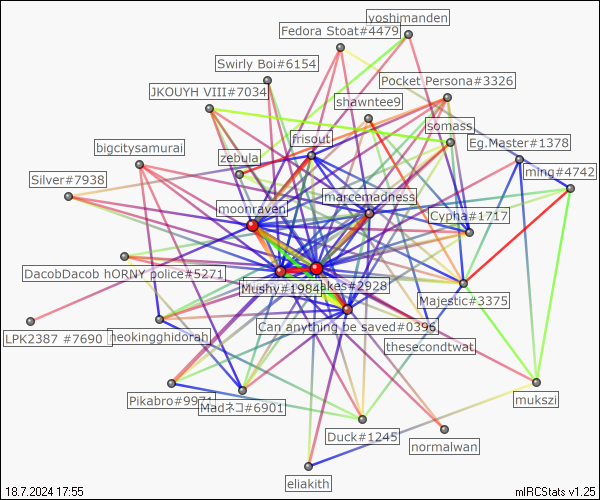 yoshimanden
Fedora Stoat#4479
Swirly Boi#6154
Pocket Persona#3326
JKOUYH VIII#7034
shawntee9
somass
frisout
Eg.Master#1378
bigcitysamurai
zebula
ming#4742
Silver#7938
marcemadness
moonraven
Cypha#1717
DacobDacob hORNY police#5271
Mushy#1984
akes#2928
Majestic#3375
Can anything be saved#0396
LPK2387 #7690
neokingghidorah
thesecondtwat
Pikabro#9971
Madネコ#6901
mukszi
Duck#1245
normalwan
eliakith
18.7.2024 17:55
mIRCStats v1.25